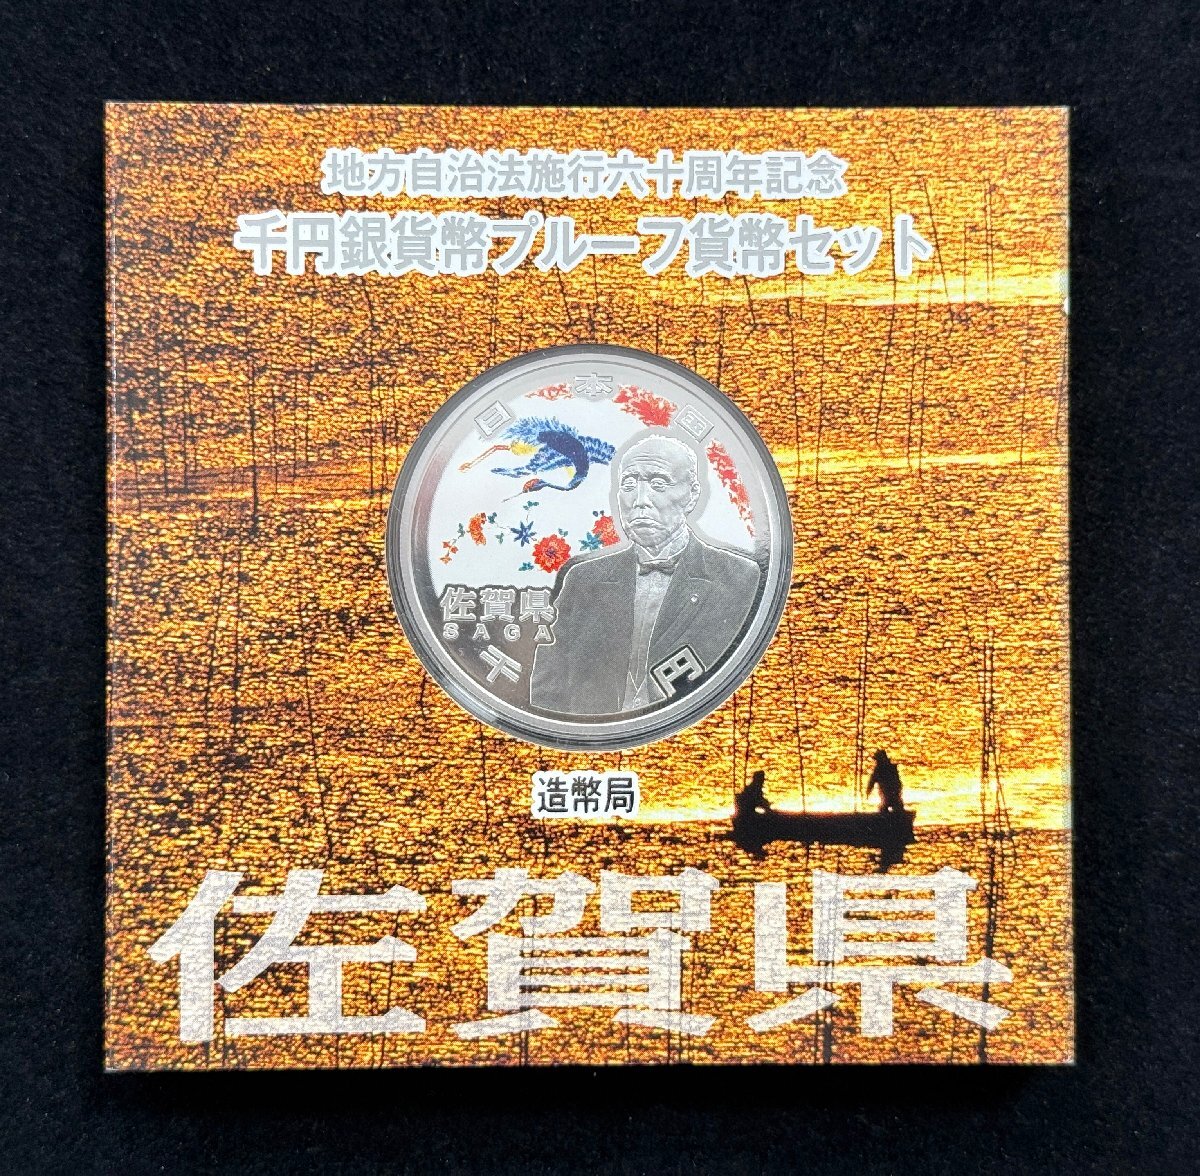 地方自治法施行六十周年記念
千円銀貨幣プルーフ貨幣セット
日本国
佐賀県
SAGA
千円
造幣局
佐賀県